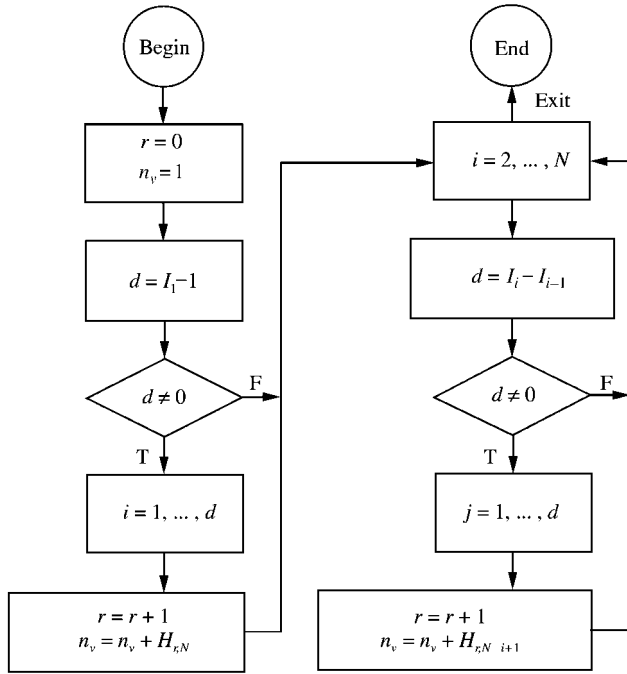 Begin
r = 0
n_v = 1
d = I_1−1
d ≠ 0
F
T
i = 1, ... , d
r = r + 1
n_v = n_v + H_{r,N}
End
Exit
i = 2, ... , N
d = I_i − I_{i−1}
d ≠ 0
F
T
j = 1, ... , d
r = r + 1
n_v = n_v + H_{r,N i+1}